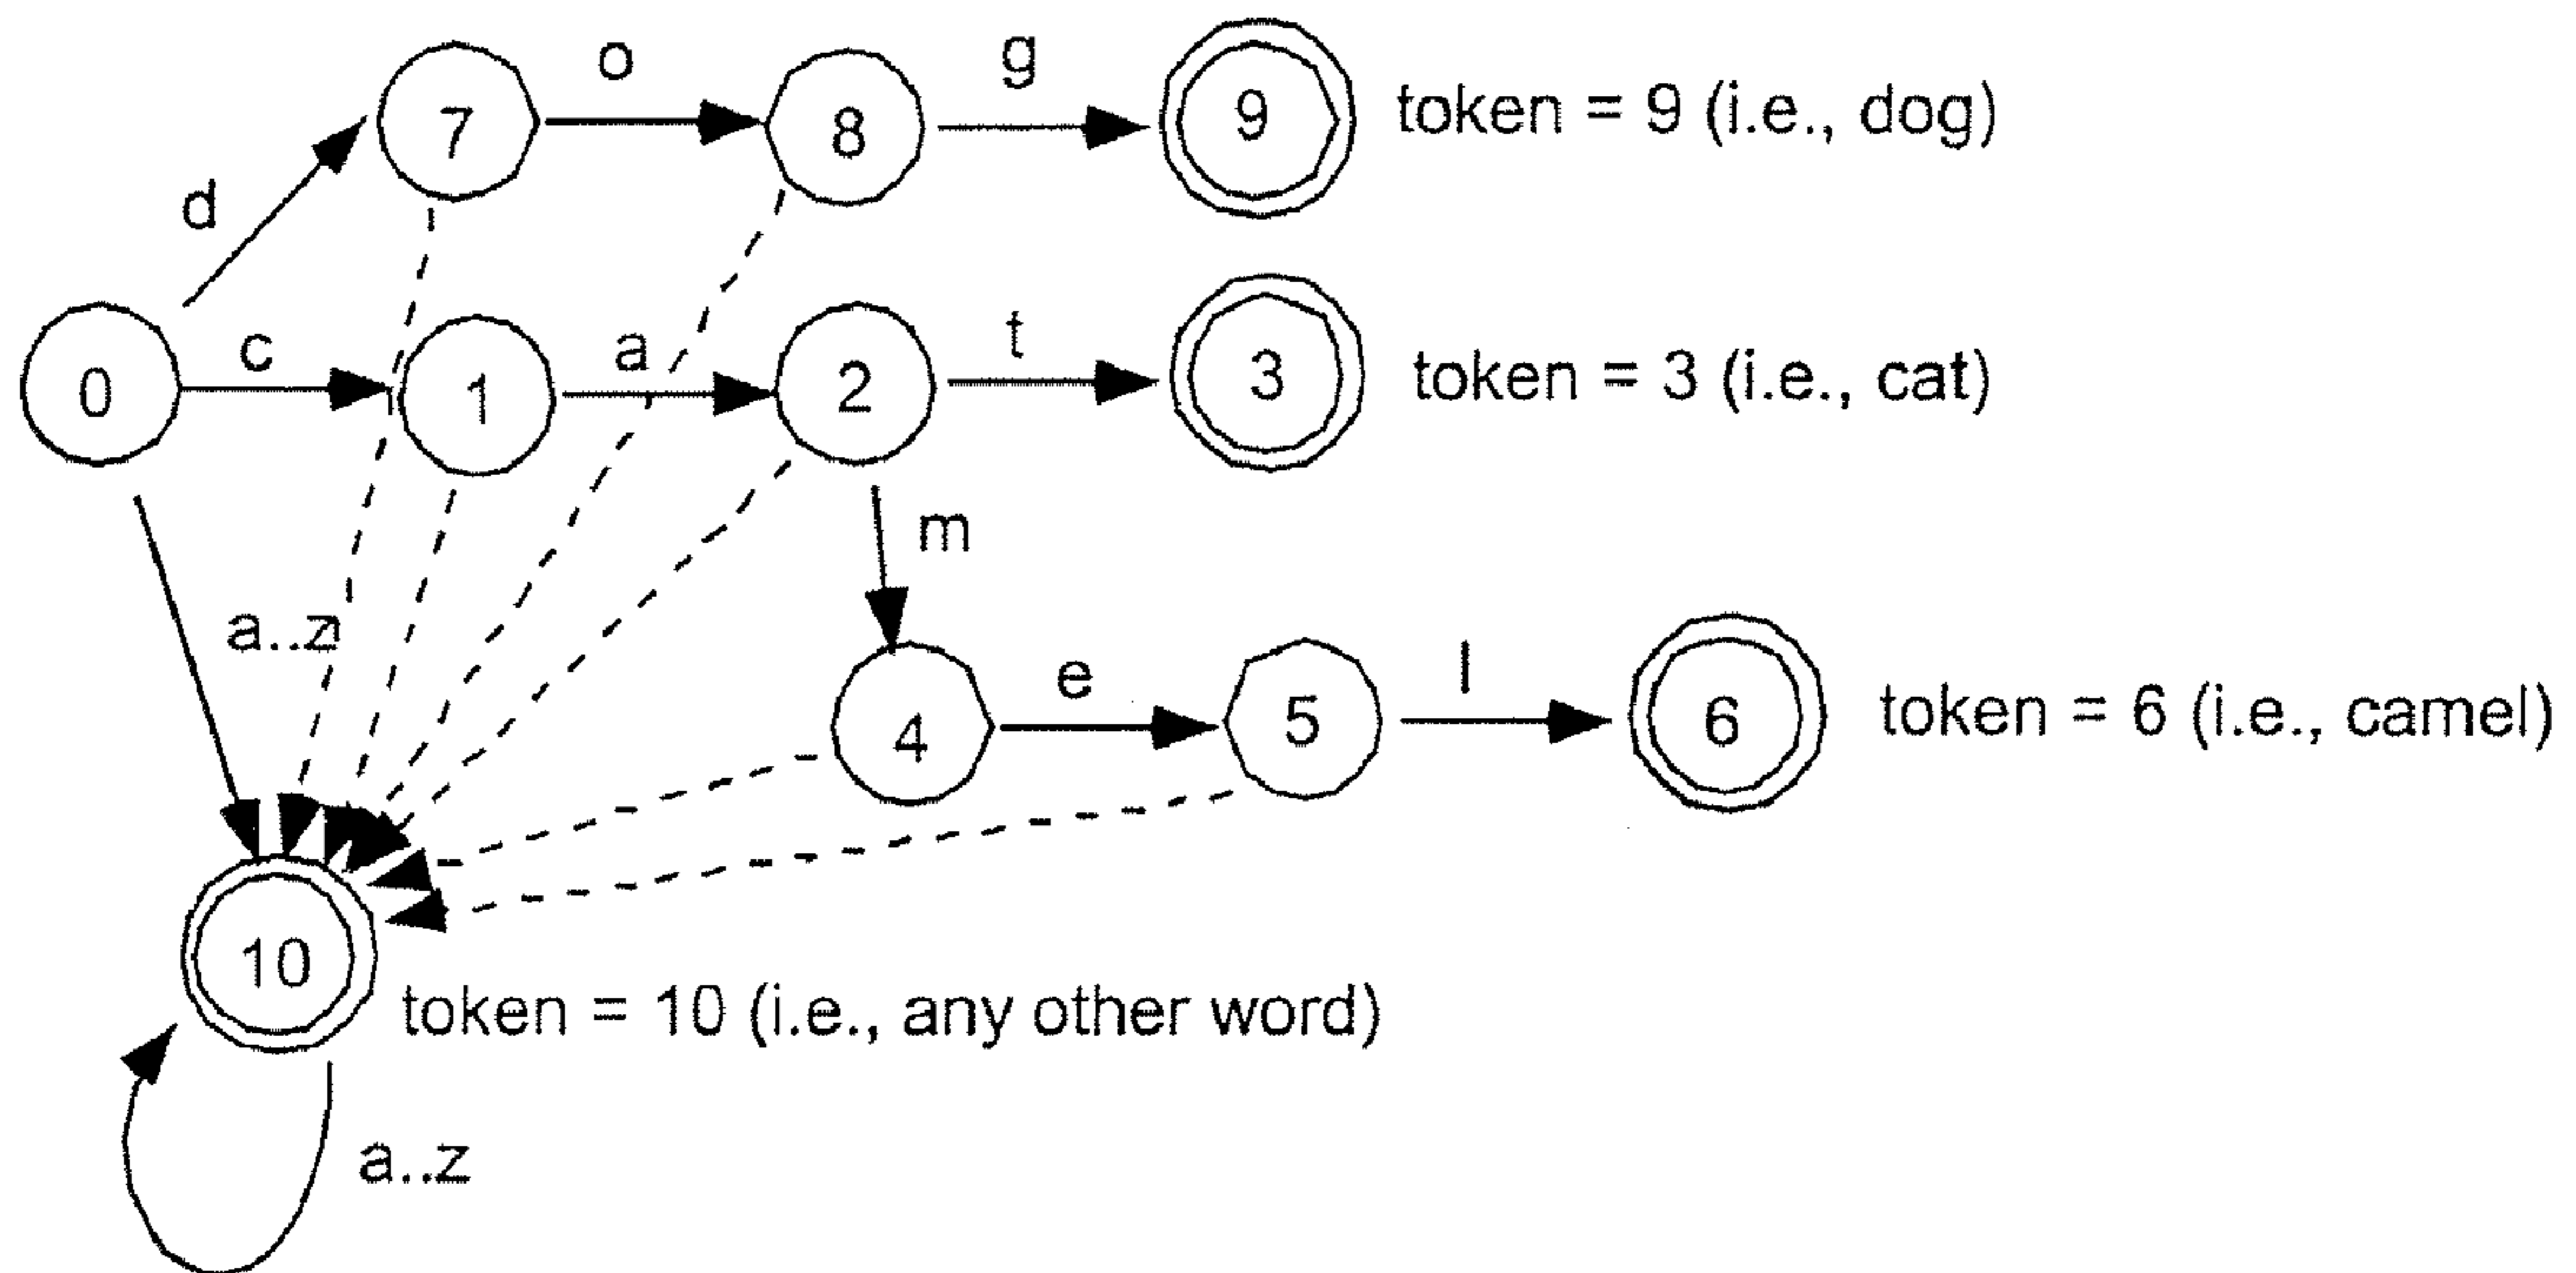 o
g
7
8
9
token = 9 (i.e., dog)
d
c
a
t
0
1
2
3
token = 3 (i.e., cat)
m
a..z
e
l
4
5
6
token = 6 (i.e., camel)
10
token = 10 (i.e., any other word)
a..z